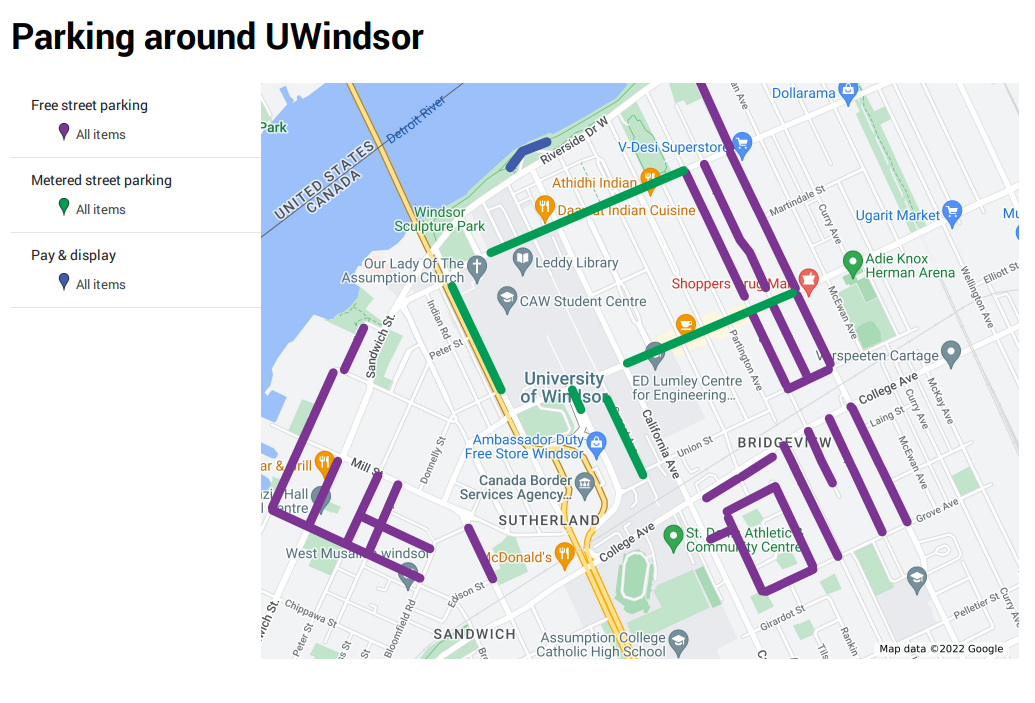 Parking around UWindsor
Free street parking
All items
Metered street parking
All items
Pay & display
All items
Park
Detroit River
UNITED STATES
CANADA
Riverside Dr W
Dollarama
V-Desi Superstore
Athidhi Indian
Indian Cuisine
Windsor
Sculpture Park
Martindale St
Curry Ave
Ugarit Market
Our Lady Of The
Assumption Church
Leddy Library
Adie Knox
Herman Arena
Elliott St
Wellington Ave
CAW Student Centre
Shoppers
McEwan Ave
Indian Rd
Peter St
Sandwich St.
Partington Ave
Verspeeten Cartage
University
of Windsor
ED Lumley Centre
for Engineering...
College Ave
McKay Ave
Curry Ave
Laing St
California Ave
Union St
BRIDGEVIEW
McEwan Ave
Ambassador Duty
Free Store Windsor
Donnelly St
Mill St
Hall
Canada Border
Services Agency...
SUTHERLAND
College Ave
Grove Ave
St.
Athletic
Community Centre
West
windsor
McDonald's
Edison St
Chippawa St
Peter St
Bloomfield Rd
SANDWICH
Assumption College
Catholic High School
Girardot St
Pelletier St
Map data ©2022 Google